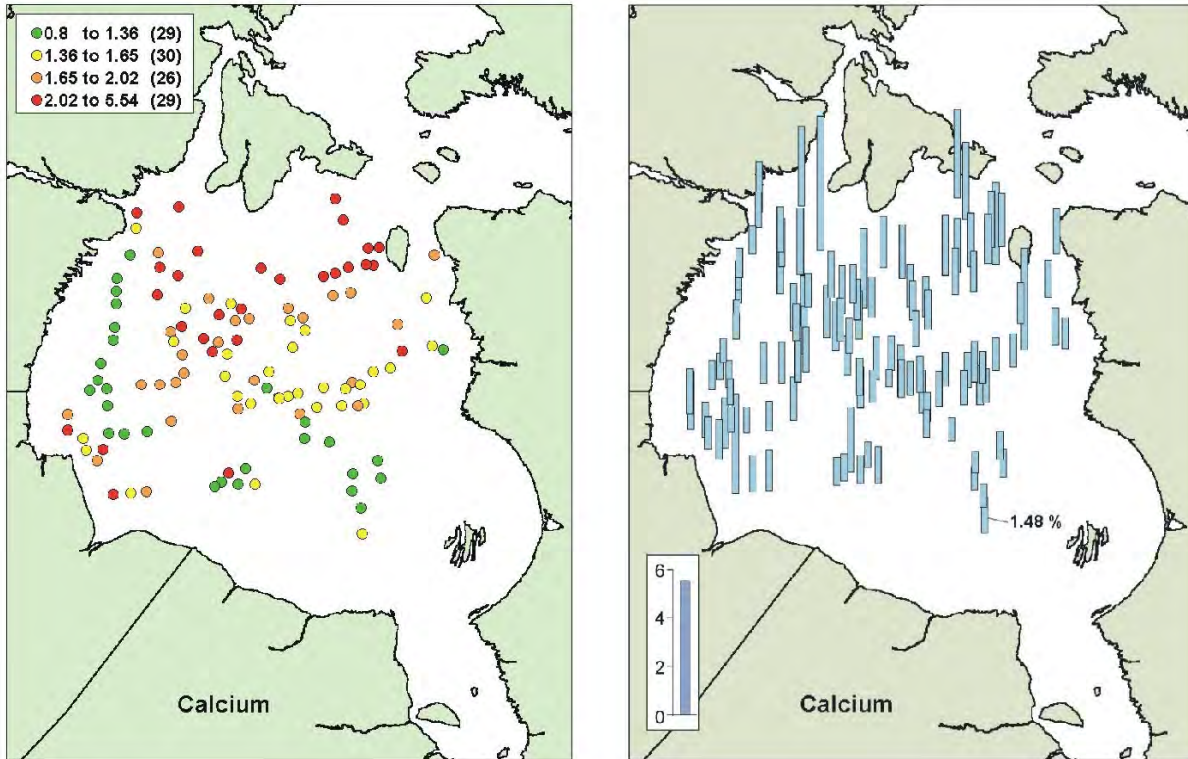 0.8 to 1.36 (29)
1.36 to 1.65 (30)
1.65 to 2.02 (26)
2.02 to 5.54 (29)
Calcium
1.48 %
6
4
2
0
Calcium